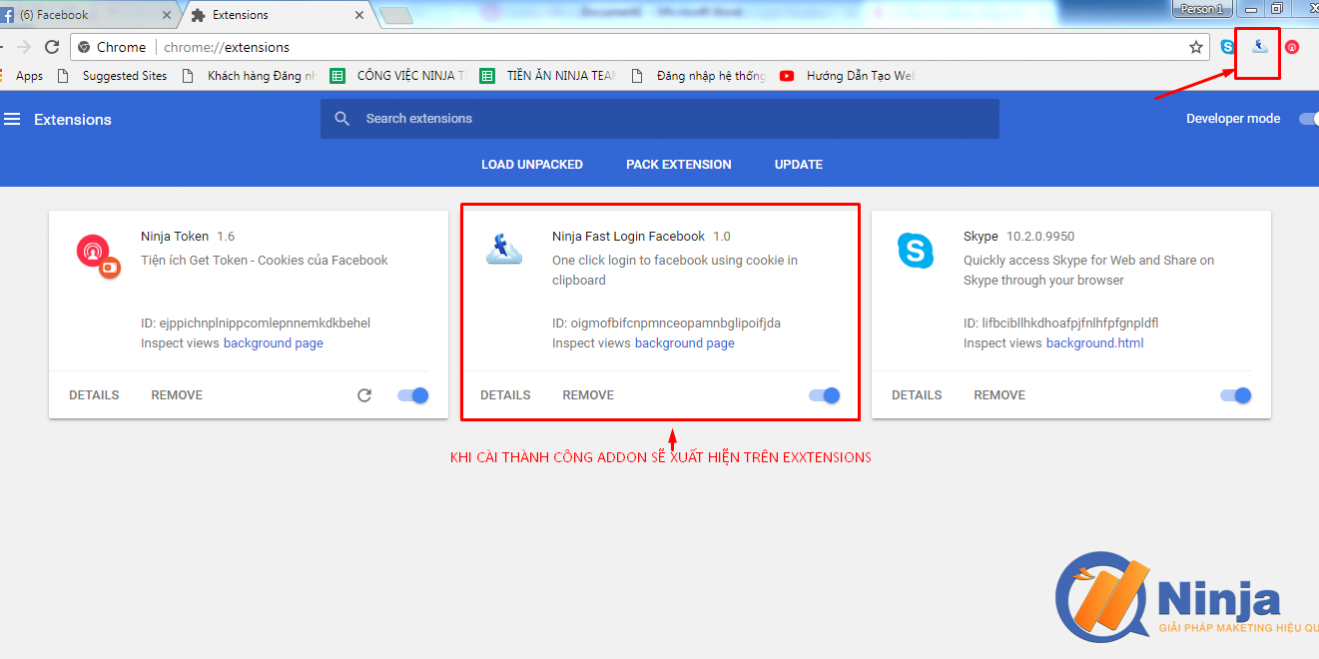 (6) Facebook
Extensions
Person 1
Chrome
chrome://extensions
Apps
Suggested Sites
Khách hàng Đăng nh
CÔNG VIỆC NINJA T
TIỀN ĂN NINJA TEA
Đăng nhập hệ thống
Hướng Dẫn Tạo Web
Extensions
Search extensions
Developer mode
LOAD UNPACKED
PACK EXTENSION
UPDATE
Ninja Token 1.6
Tiện ích Get Token - Cookies của Facebook
ID: ejppichnplnippcomlepnnemkdkbehel
Inspect views background page
DETAILS
REMOVE
Ninja Fast Login Facebook 1.0
One click login to facebook using cookie in
clipboard
ID: oigmofbifcnpmnceopamnbglipoifjda
Inspect views background page
DETAILS
REMOVE
Skype 10.2.0.9950
Quickly access Skype for Web and Share on
Skype through your browser
ID: lifbcibllhkdhoafpjfnlhfpfgnpldfl
Inspect views background.html
DETAILS
REMOVE
KHI CÀI THÀNH CÔNG ADDON SẼ XUẤT HIỆN TRÊN EXXTENSIONS
Ninja
GIẢI PHÁP MAKETING HIỆU QU